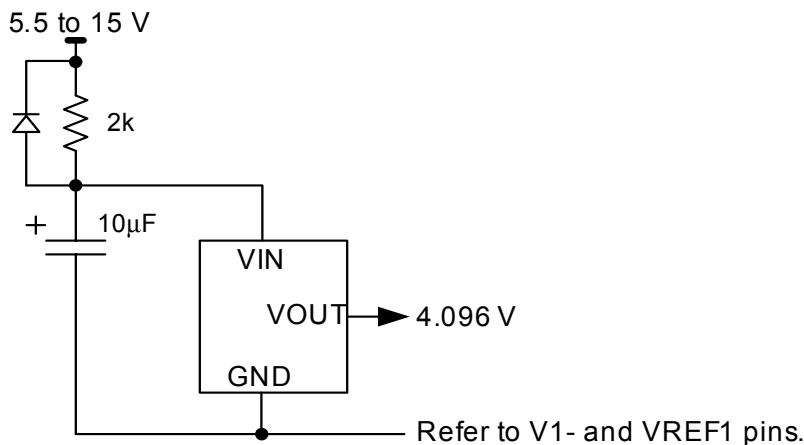 5.5 to 15 V
2k
+
10μF
VIN
VOUT
4.096 V
GND
Refer to V1- and VREF1 pins.